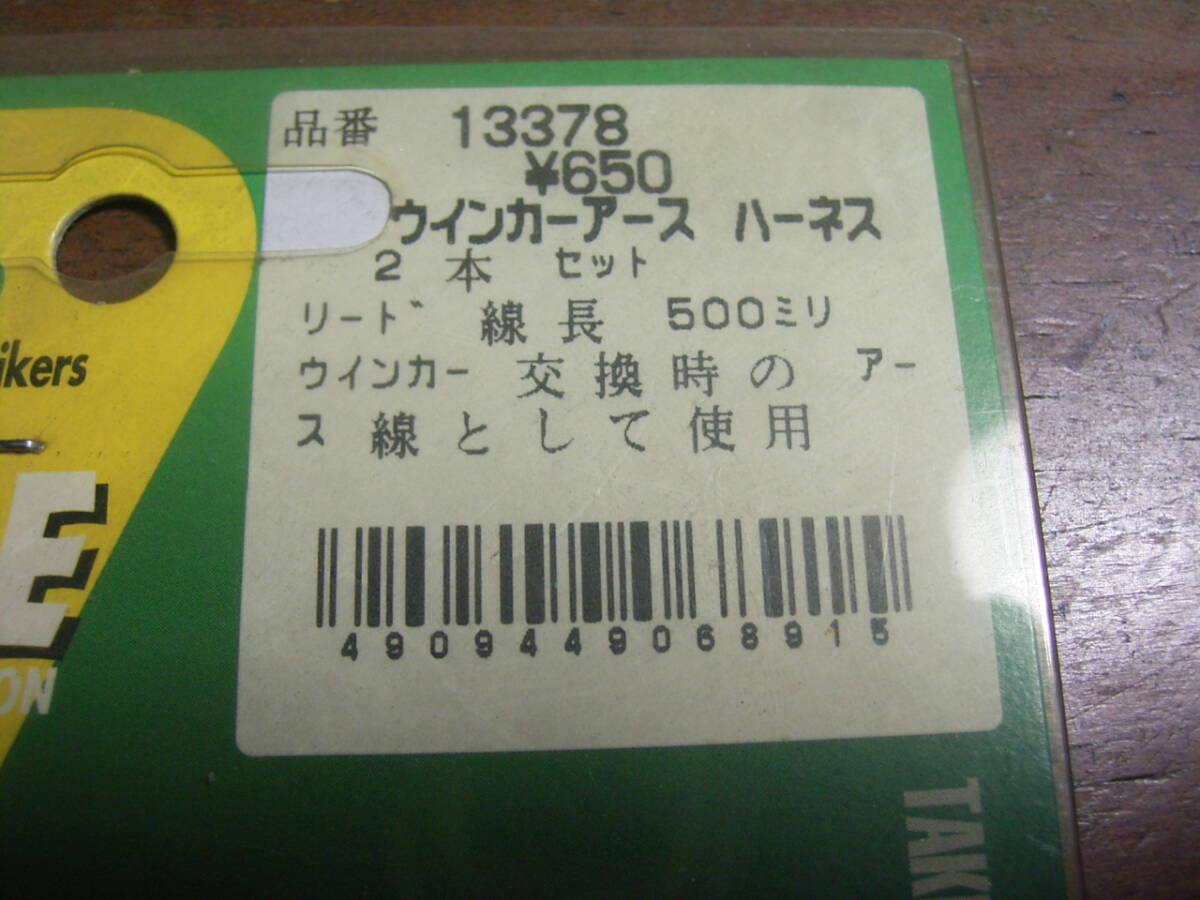 品番 13378
¥650
ウインカーアース ハーネス
2本 セット
リード 線長 500ミリ
ウインカー 交換時の アー
ス 線として使用
4909449068915
ikers
E
ON
TAK